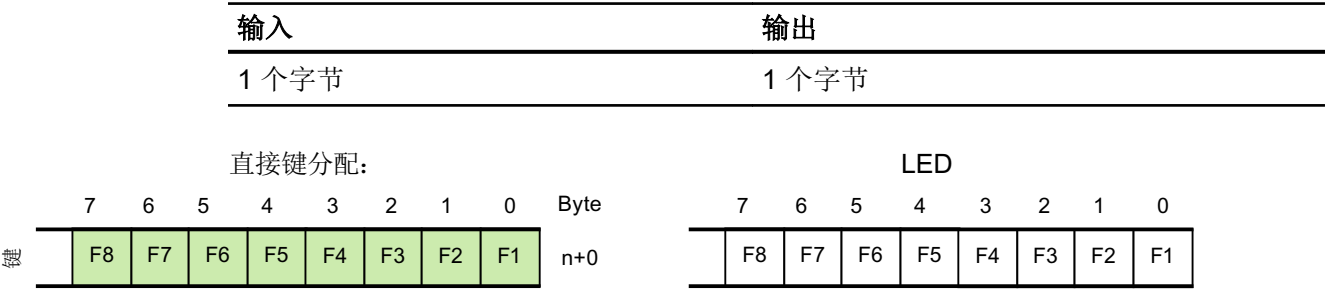 输入 输出
1 个字节 1 个字节
直接键分配： LED
7 6 5 4 3 2 1 0 Byte 7 6 5 4 3 2 1 0
键 F8 F7 F6 F5 F4 F3 F2 F1 n+0 F8 F7 F6 F5 F4 F3 F2 F1